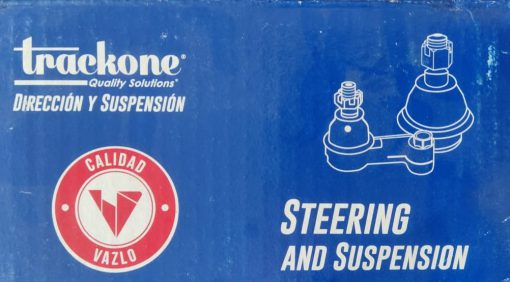 trackone®
Quality Solutions®
DIRECCIÓN Y SUSPENSIÓN
CALIDAD
VAZLO
STEERING
AND SUSPENSION